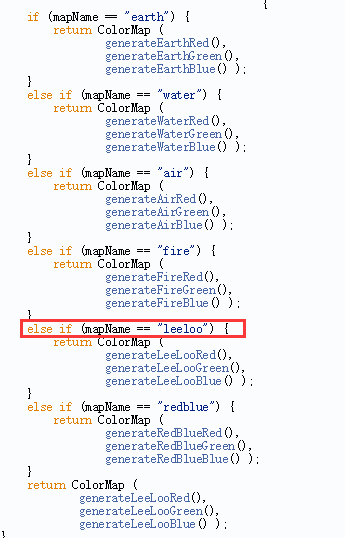 {
if (mapName == "earth") {
return ColorMap (
generateEarthRed(),
generateEarthGreen(),
generateEarthBlue() );
}
else if (mapName == "water") {
return ColorMap (
generateWaterRed(),
generateWaterGreen(),
generateWaterBlue() );
}
else if (mapName == "air") {
return ColorMap (
generateAirRed(),
generateAirGreen(),
generateAirBlue() );
}
else if (mapName == "fire") {
return ColorMap (
generateFireRed(),
generateFireGreen(),
generateFireBlue() );
}
else if (mapName == "leeloo") {
return ColorMap (
generateLeeLooRed(),
generateLeeLooGreen(),
generateLeeLooBlue() );
}
else if (mapName == "redblue") {
return ColorMap (
generateRedBlueRed(),
generateRedBlueGreen(),
generateRedBlueBlue() );
}
return ColorMap (
generateLeeLooRed(),
generateLeeLooGreen(),
generateLeeLooBlue() );
}